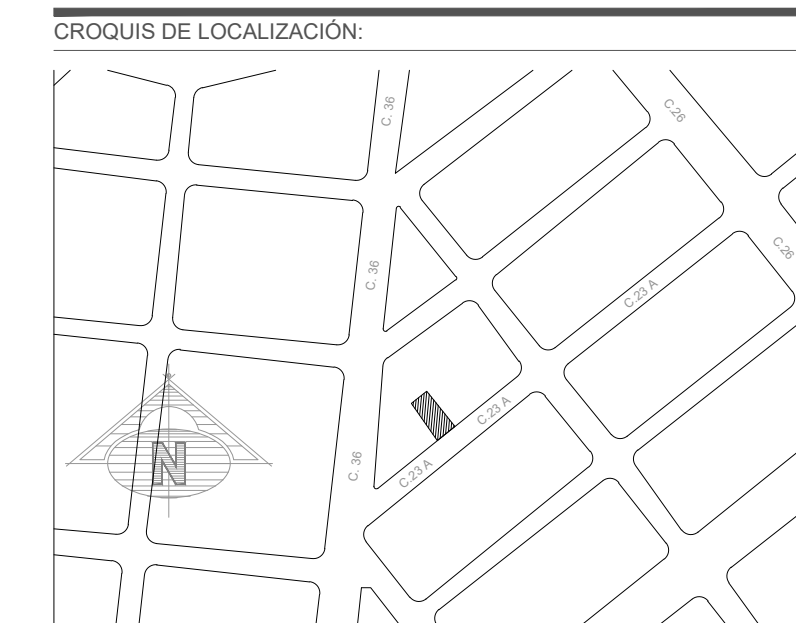 CROQUIS DE LOCALIZACIÓN:
C. 36
C.26
C.26
C. 36
C.23 A
C.23 A
C. 36
C.23 A
N